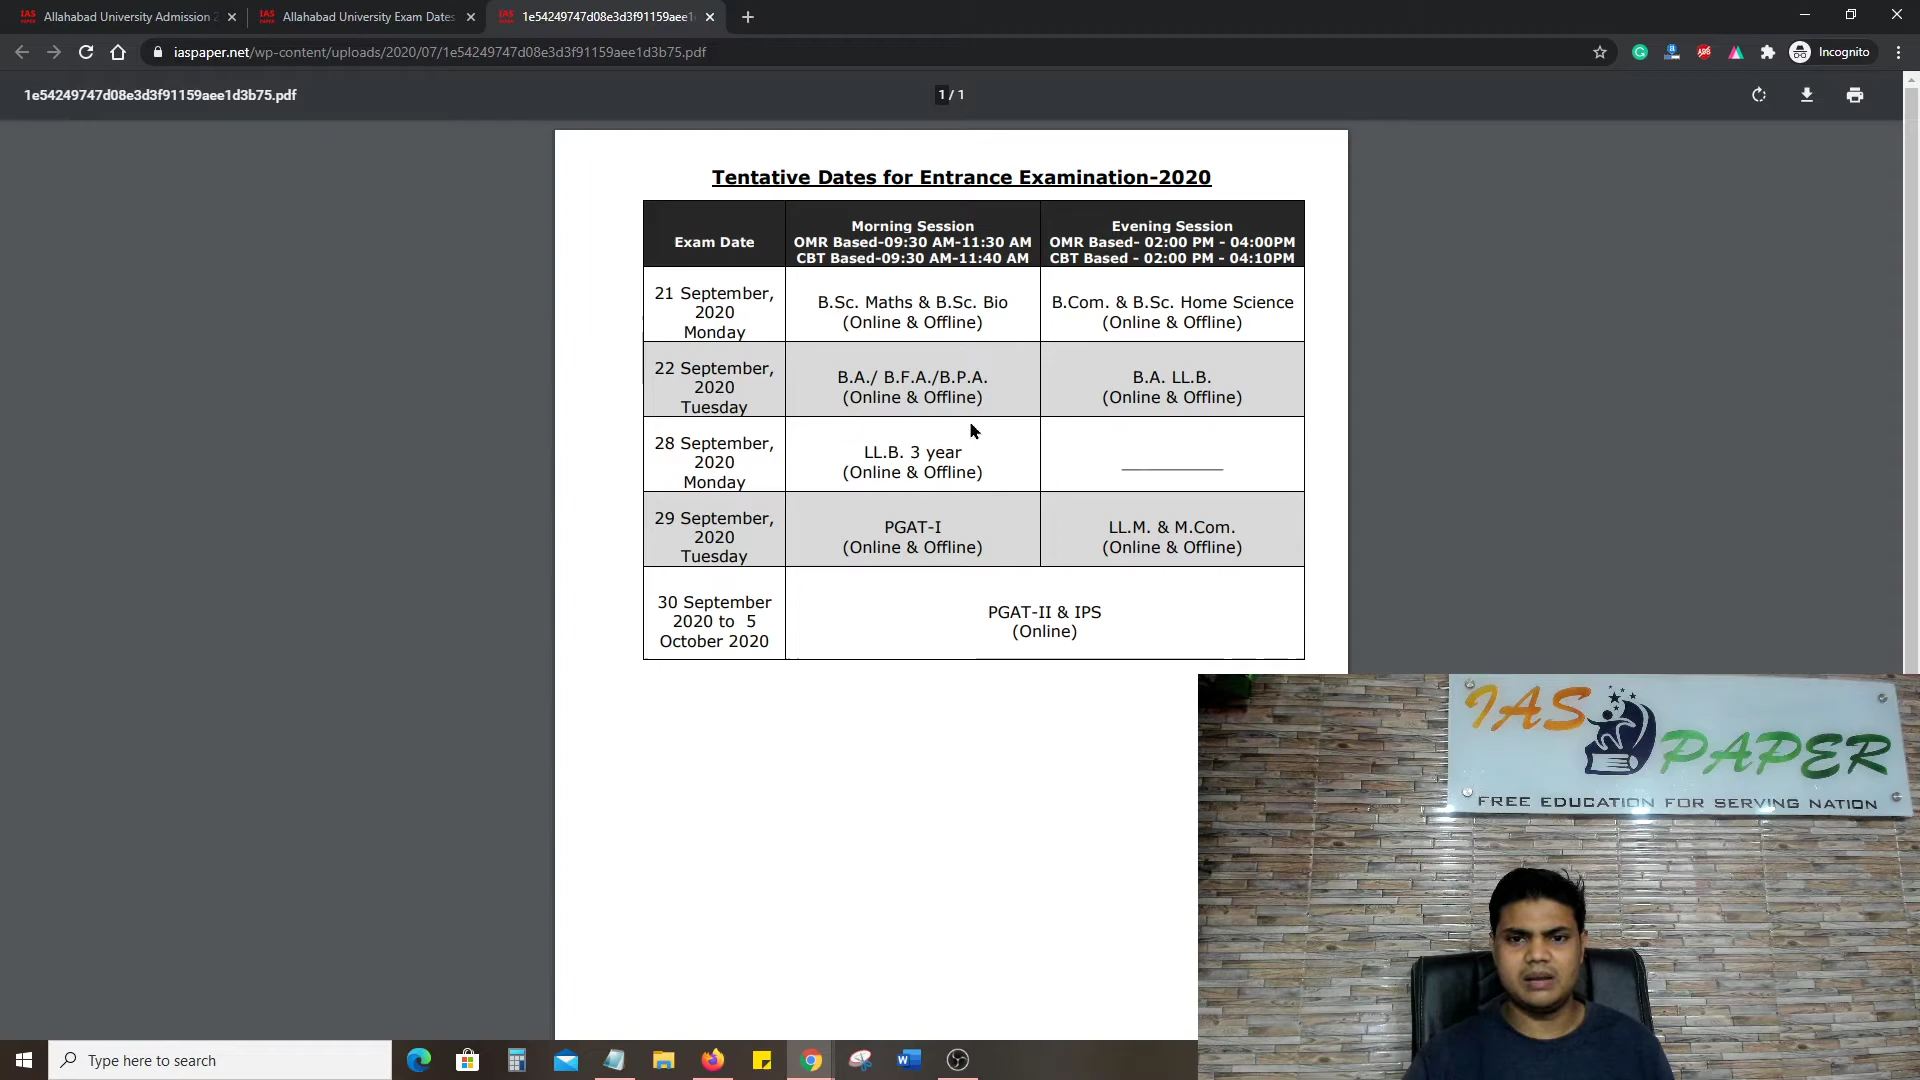 Allahabad University Admission 2
Allahabad University Exam Dates
1e54249747d08e3d3f91159aee1
iaspaper.net/wp-content/uploads/2020/07/1e54249747d08e3d3f91159aee1d3b75.pdf
Incognito
1e54249747d08e3d3f91159aee1d3b75.pdf
1 / 1
Tentative Dates for Entrance Examination-2020
Exam Date
Morning Session
OMR Based-09:30 AM-11:30 AM
CBT Based-09:30 AM-11:40 AM
Evening Session
OMR Based- 02:00 PM - 04:00PM
CBT Based - 02:00 PM - 04:10PM
21 September,
2020
Monday
B.Sc. Maths & B.Sc. Bio
(Online & Offline)
B.Com. & B.Sc. Home Science
(Online & Offline)
22 September,
2020
Tuesday
B.A./ B.F.A./B.P.A.
(Online & Offline)
B.A. LL.B.
(Online & Offline)
28 September,
2020
Monday
LL.B. 3 year
(Online & Offline)
29 September,
2020
Tuesday
PGAT-I
(Online & Offline)
LL.M. & M.Com.
(Online & Offline)
30 September
2020 to 5
October 2020
PGAT-II & IPS
(Online)
IAS
PAPER
FREE EDUCATION FOR SERVING NATION
Type here to search